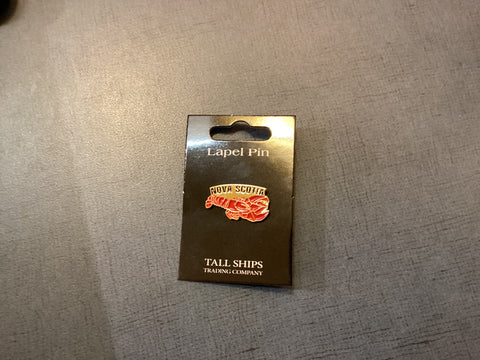 Lapel Pin
NOVA SCOTIA
TALL SHIPS
TRADING COMPANY